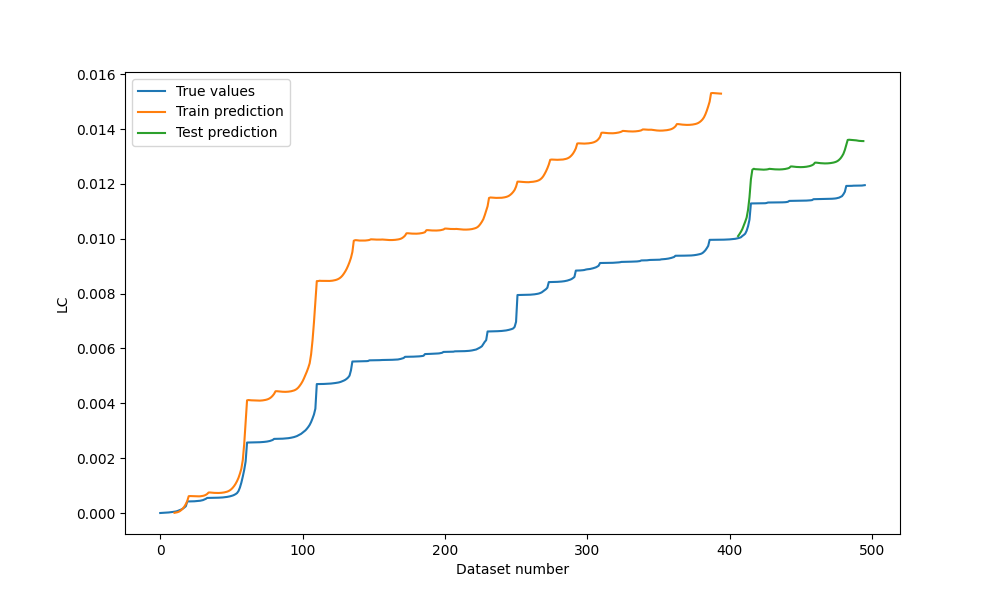 0.016
0.014
0.012
0.010
0.008
0.006
0.004
0.002
0.000
LC
True values
Train prediction
Test prediction
0 100 200 300 400 500
Dataset number